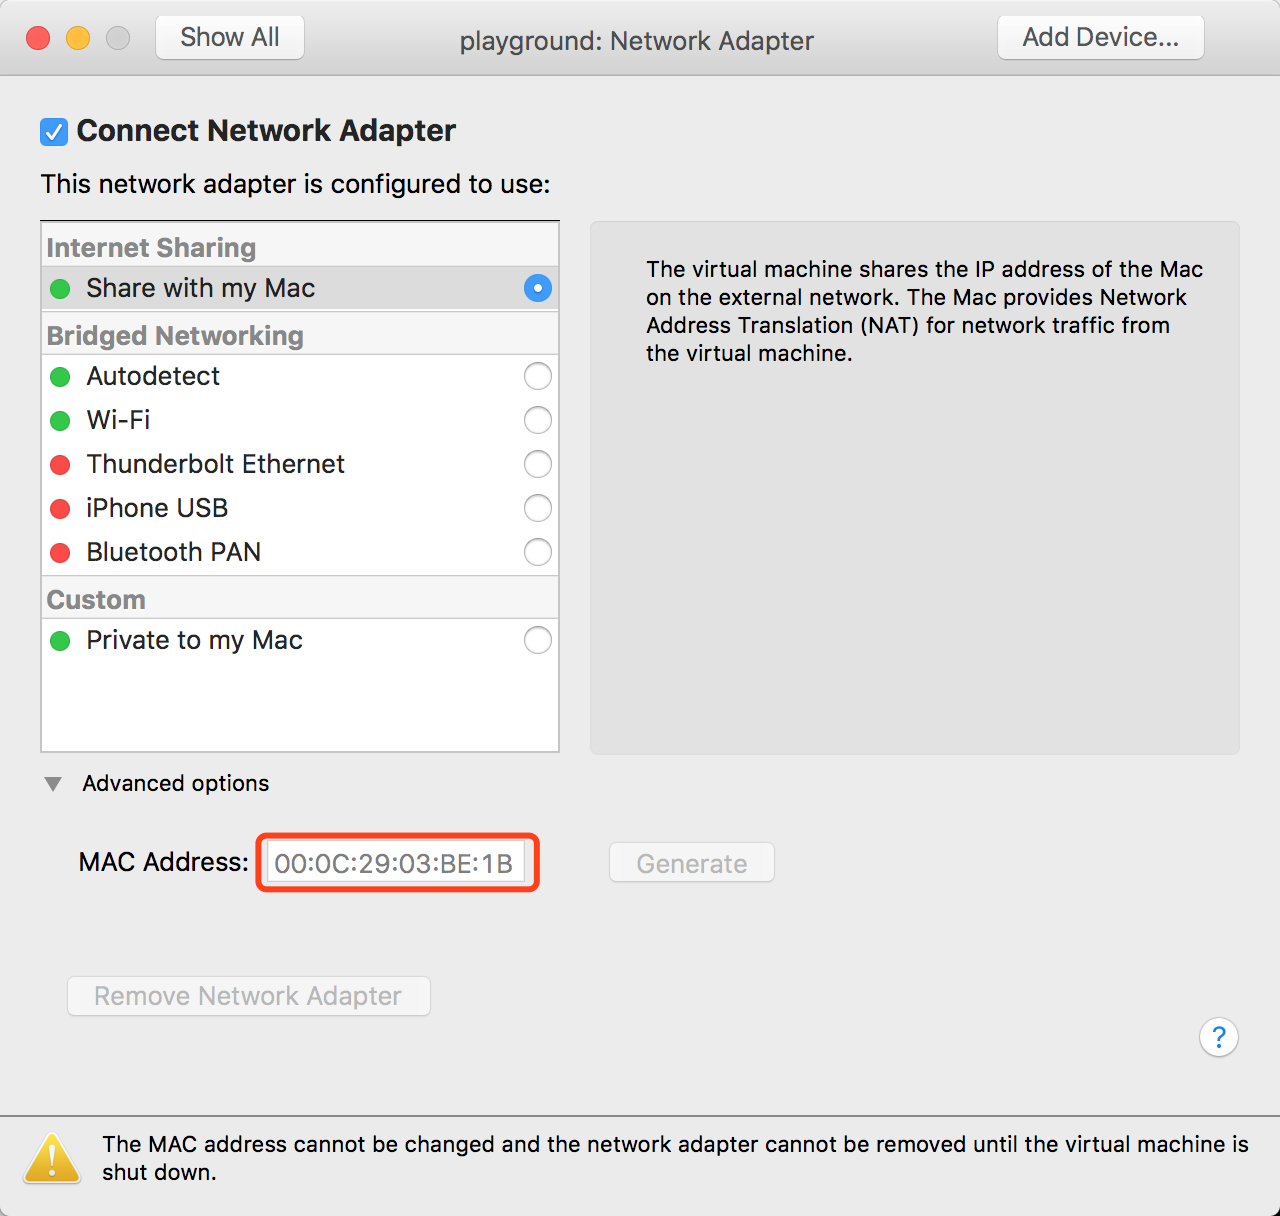 Show All
playground: Network Adapter
Add Device...
Connect Network Adapter
This network adapter is configured to use:
Internet Sharing
Share with my Mac
Bridged Networking
Autodetect
Wi-Fi
Thunderbolt Ethernet
iPhone USB
Bluetooth PAN
Custom
Private to my Mac
The virtual machine shares the IP address of the Mac
on the external network. The Mac provides Network
Address Translation (NAT) for network traffic from
the virtual machine.
Advanced options
MAC Address: 00:0C:29:03:BE:1B
Generate
Remove Network Adapter
?
The MAC address cannot be changed and the network adapter cannot be removed until the virtual machine is
shut down.